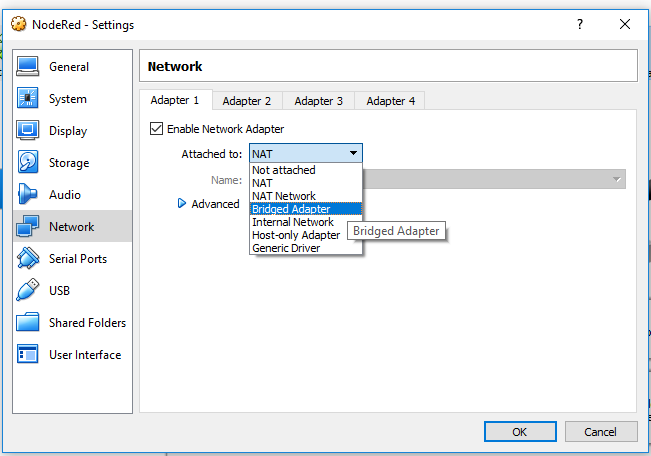 NodeRed - Settings
General
System
Display
Storage
Audio
Network
Serial Ports
USB
Shared Folders
User Interface
Network
Adapter 1 Adapter 2 Adapter 3 Adapter 4
Enable Network Adapter
Attached to: NAT
Name:
Advanced
Not attached
NAT
NAT Network
Bridged Adapter
Internal Network
Host-only Adapter
Generic Driver
Bridged Adapter
OK Cancel